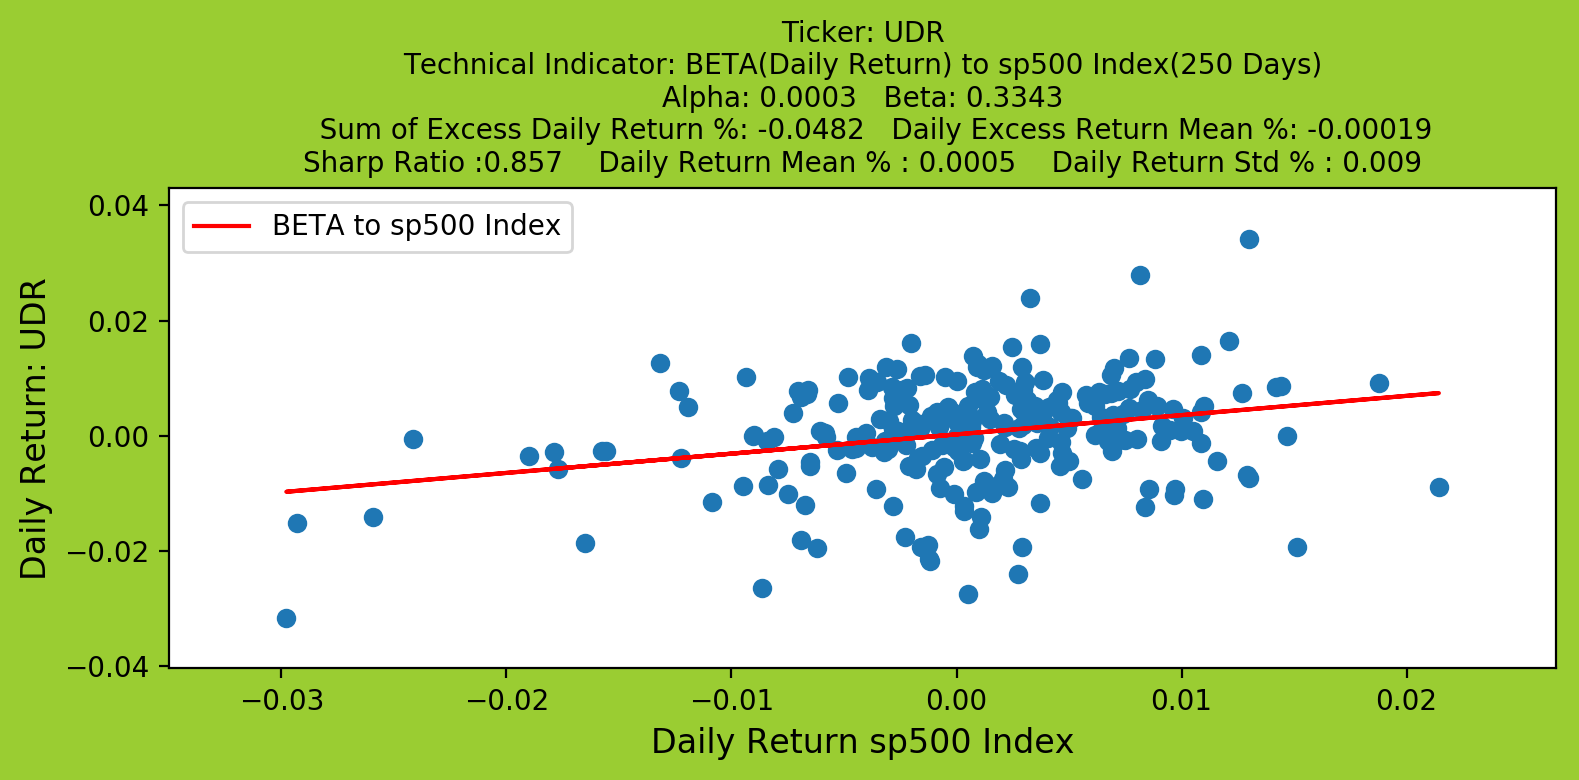 Ticker: UDR
Technical Indicator: BETA(Daily Return) to sp500 Index(250 Days)
Alpha: 0.0003   Beta: 0.3343
Sum of Excess Daily Return %: -0.0482   Daily Excess Return Mean %: -0.00019
Sharp Ratio :0.857    Daily Return Mean % : 0.0005    Daily Return Std % : 0.009
BETA to sp500 Index
Daily Return: UDR
0.04
0.02
0.00
−0.02
−0.04
−0.03
−0.02
−0.01
0.00
0.01
0.02
Daily Return sp500 Index